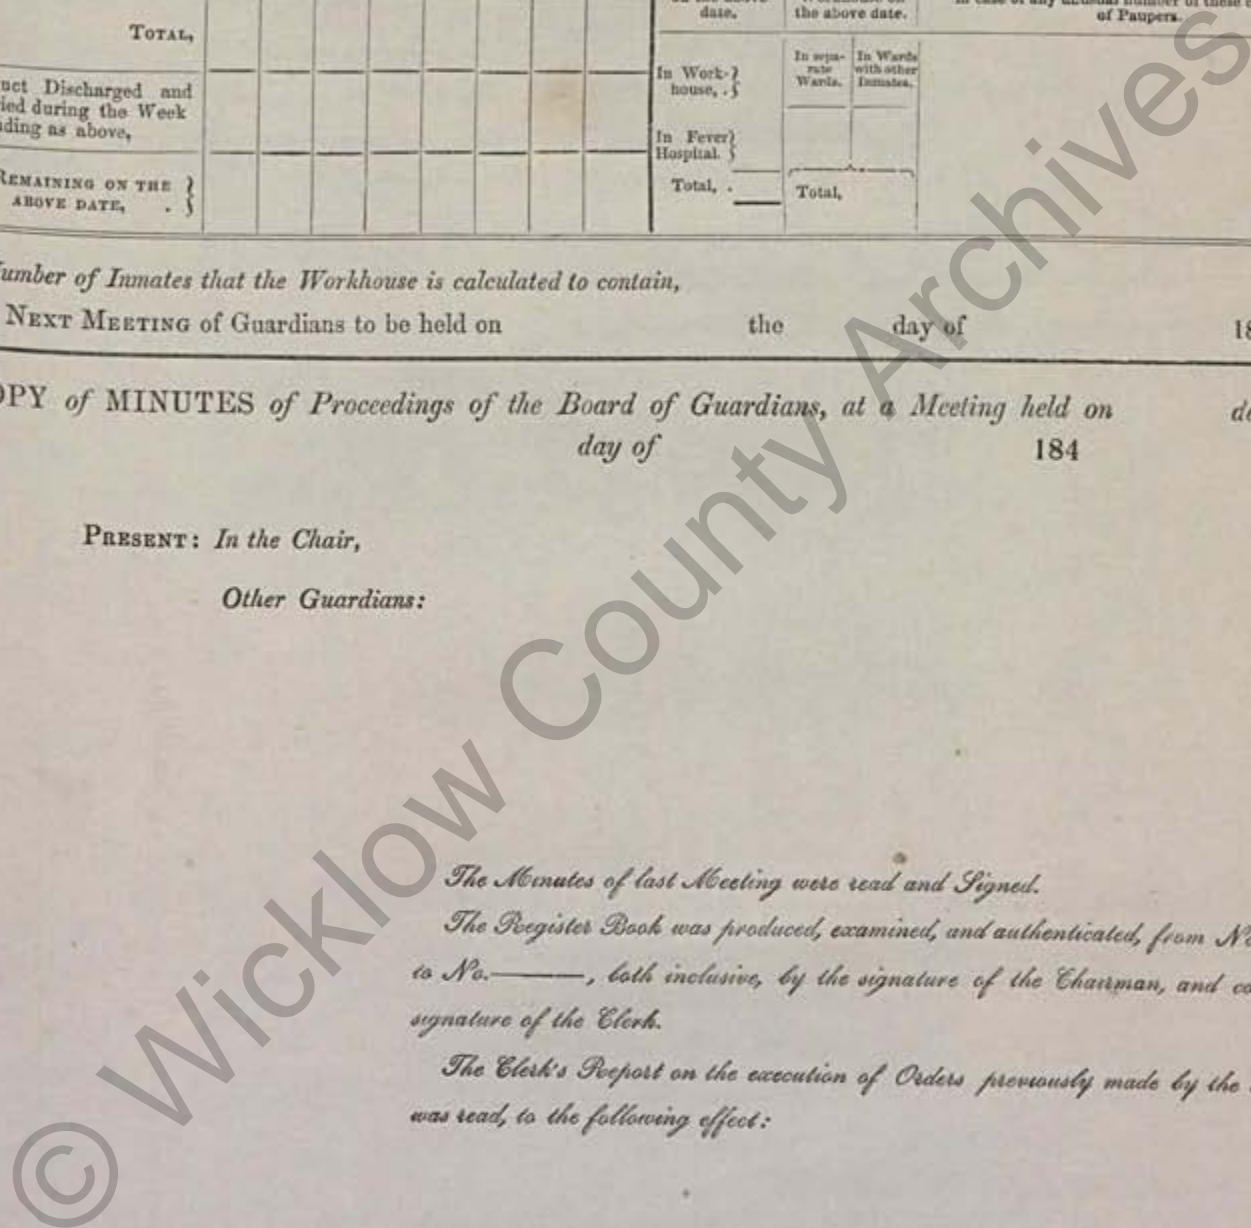 date.
the above date.
of Paupers.
TOTAL,
In sepa-
rate
Wards.
In Wards
with other
Inmates.
In Work-
house, .
Discharged and
during the Week
as above,
In Fever
Hospital.
Total, .
Total,
REMAINING ON THE
ABOVE DATE, .
Number of Inmates that the Workhouse is calculated to contain,
NEXT MEETING of Guardians to be held on the day of 18
OPY of MINUTES of Proceedings of the Board of Guardians, at a Meeting held on
day of 184
PRESENT: In the Chair,
Other Guardians:
The Minutes of last Meeting were read and Signed.
The Register Book was produced, examined, and authenticated, from No
to No.———, both inclusive, by the signature of the Chairman, and co
signature of the Clerk.
The Clerk's Report on the execution of Orders previously made by the
was read, to the following effect:
© Wicklow County Archives